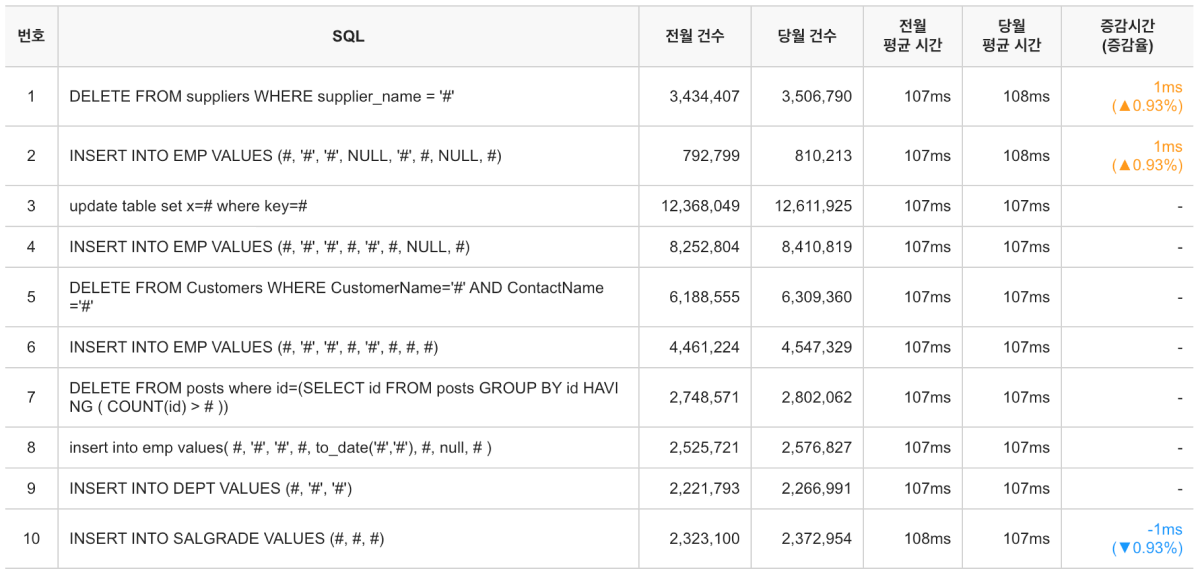 번호 SQL 전월 건수 당월 건수 전월 평균 시간 당월 평균 시간 증감시간 (증감율)
1 DELETE FROM suppliers WHERE supplier_name = '#' 3,434,407 3,506,790 107ms 108ms 1ms (▲0.93%)
2 INSERT INTO EMP VALUES (#, '#', '#', NULL, '#', #, NULL, #) 792,799 810,213 107ms 108ms 1ms (▲0.93%)
3 update table set x=# where key=# 12,368,049 12,611,925 107ms 107ms -
4 INSERT INTO EMP VALUES (#, '#', '#', #, '#', #, NULL, #) 8,252,804 8,410,819 107ms 107ms -
5 DELETE FROM Customers WHERE CustomerName='#' AND ContactName
='#' 6,188,555 6,309,360 107ms 107ms -
6 INSERT INTO EMP VALUES (#, '#', '#', #, '#', #, #, #) 4,461,224 4,547,329 107ms 107ms -
7 DELETE FROM posts where id=(SELECT id FROM posts GROUP BY id HAVI
NG ( COUNT(id) > # )) 2,748,571 2,802,062 107ms 107ms -
8 insert into emp values( #, '#', '#', #, to_date('#','#'), #, null, # ) 2,525,721 2,576,827 107ms 107ms -
9 INSERT INTO DEPT VALUES (#, '#', '#') 2,221,793 2,266,991 107ms 107ms -
10 INSERT INTO SALGRADE VALUES (#, #, #) 2,323,100 2,372,954 108ms 107ms -1ms (▼0.93%)